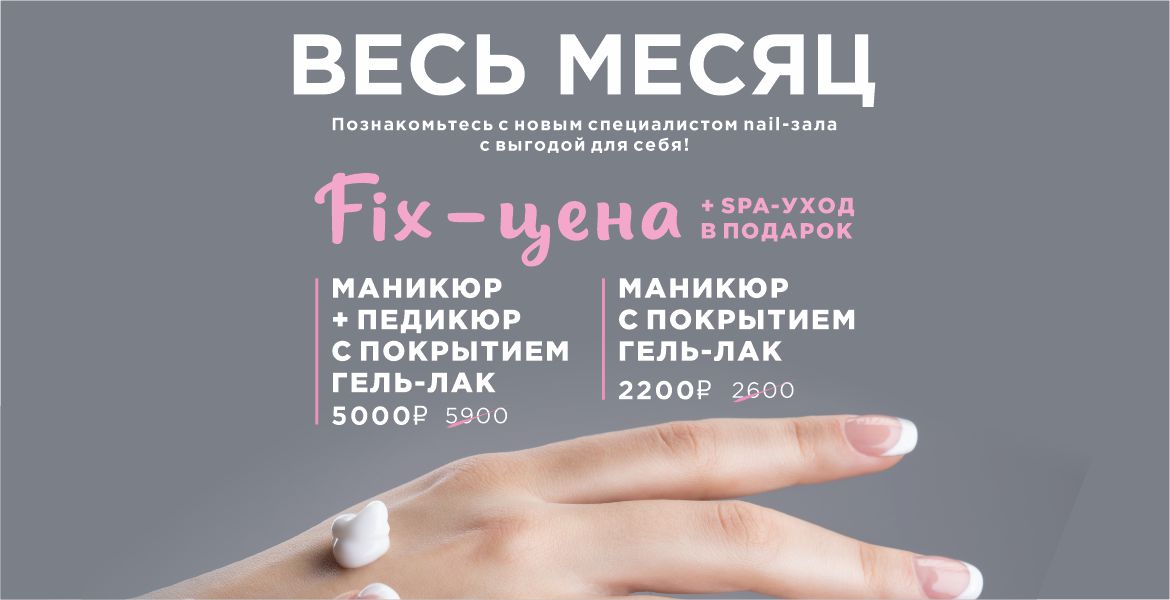 ВЕСЬ МЕСЯЦ
Познакомьтесь с новым специалистом nail-зала
с выгодой для себя!
Fix-цена
+ SPA-УХОД
В ПОДАРОК
МАНИКЮР
+ ПЕДИКЮР
С ПОКРЫТИЕМ
ГЕЛЬ-ЛАК
5000₽ 5900
МАНИКЮР
С ПОКРЫТИЕМ
ГЕЛЬ-ЛАК
2200₽ 2600